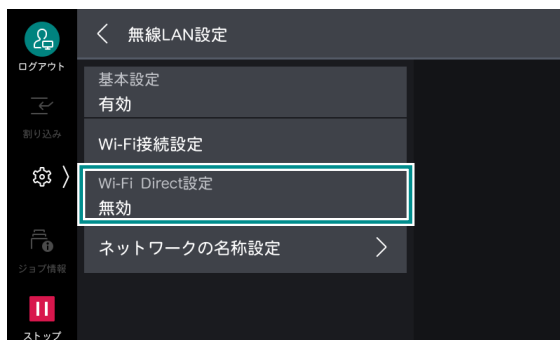 無線LAN設定
ログアウト
基本設定
有効
割り込み
Wi-Fi接続設定
Wi-Fi Direct設定
無効
ネットワークの名称設定
ジョブ情報
ストップ